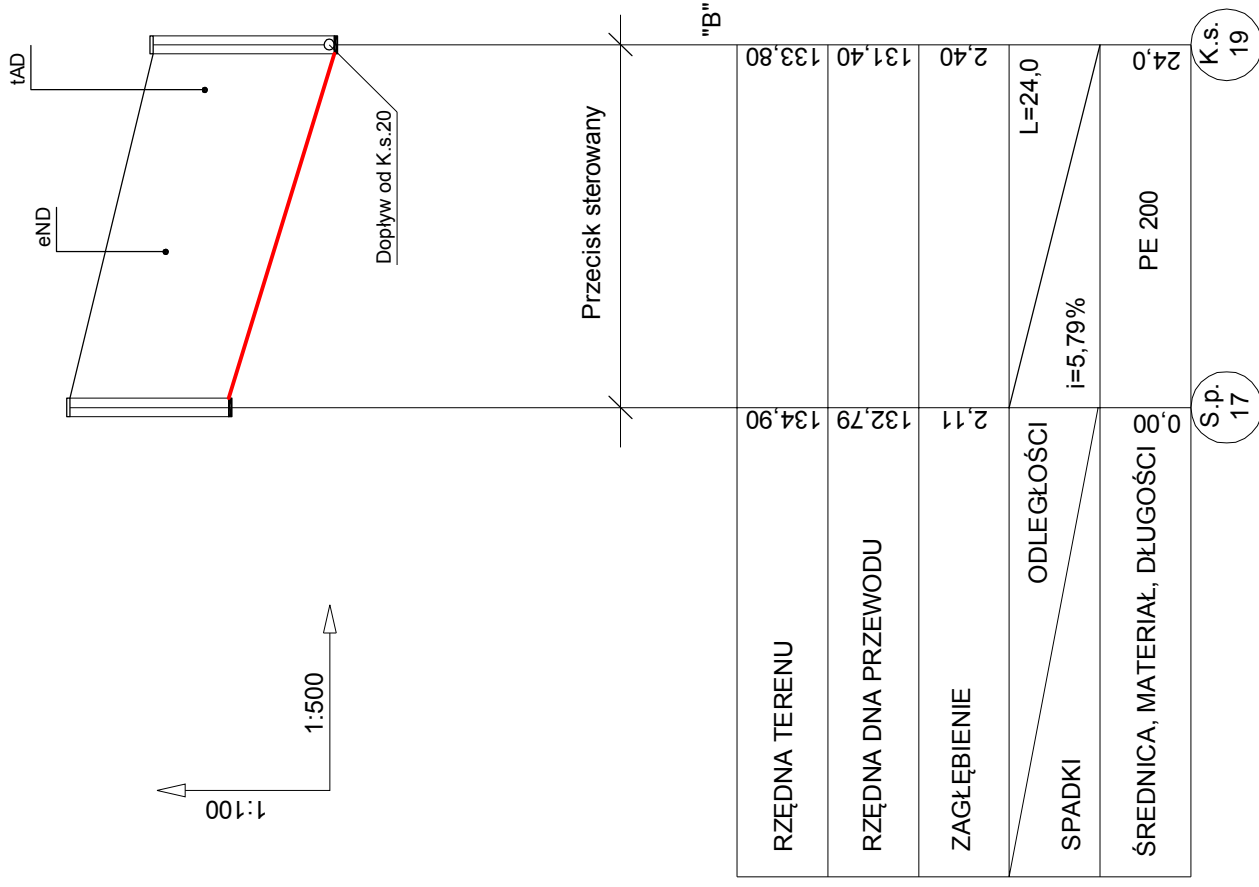 tAD
eND
Dopływ od K.s.20
1:100
1:500
Przecisk sterowany
"B"
RZĘDNA TERENU
134,90
133,80
RZĘDNA DNA PRZEWODU
132,79
131,40
ZAGŁĘBIENIE
2,11
2,40
ODLEGŁOŚCI
L=24,0
SPADKI
i=5,79%
ŚREDNICA, MATERIAŁ, DŁUGOŚCI
0,00
PE 200
24,0
S.p.
17
K.s.
19